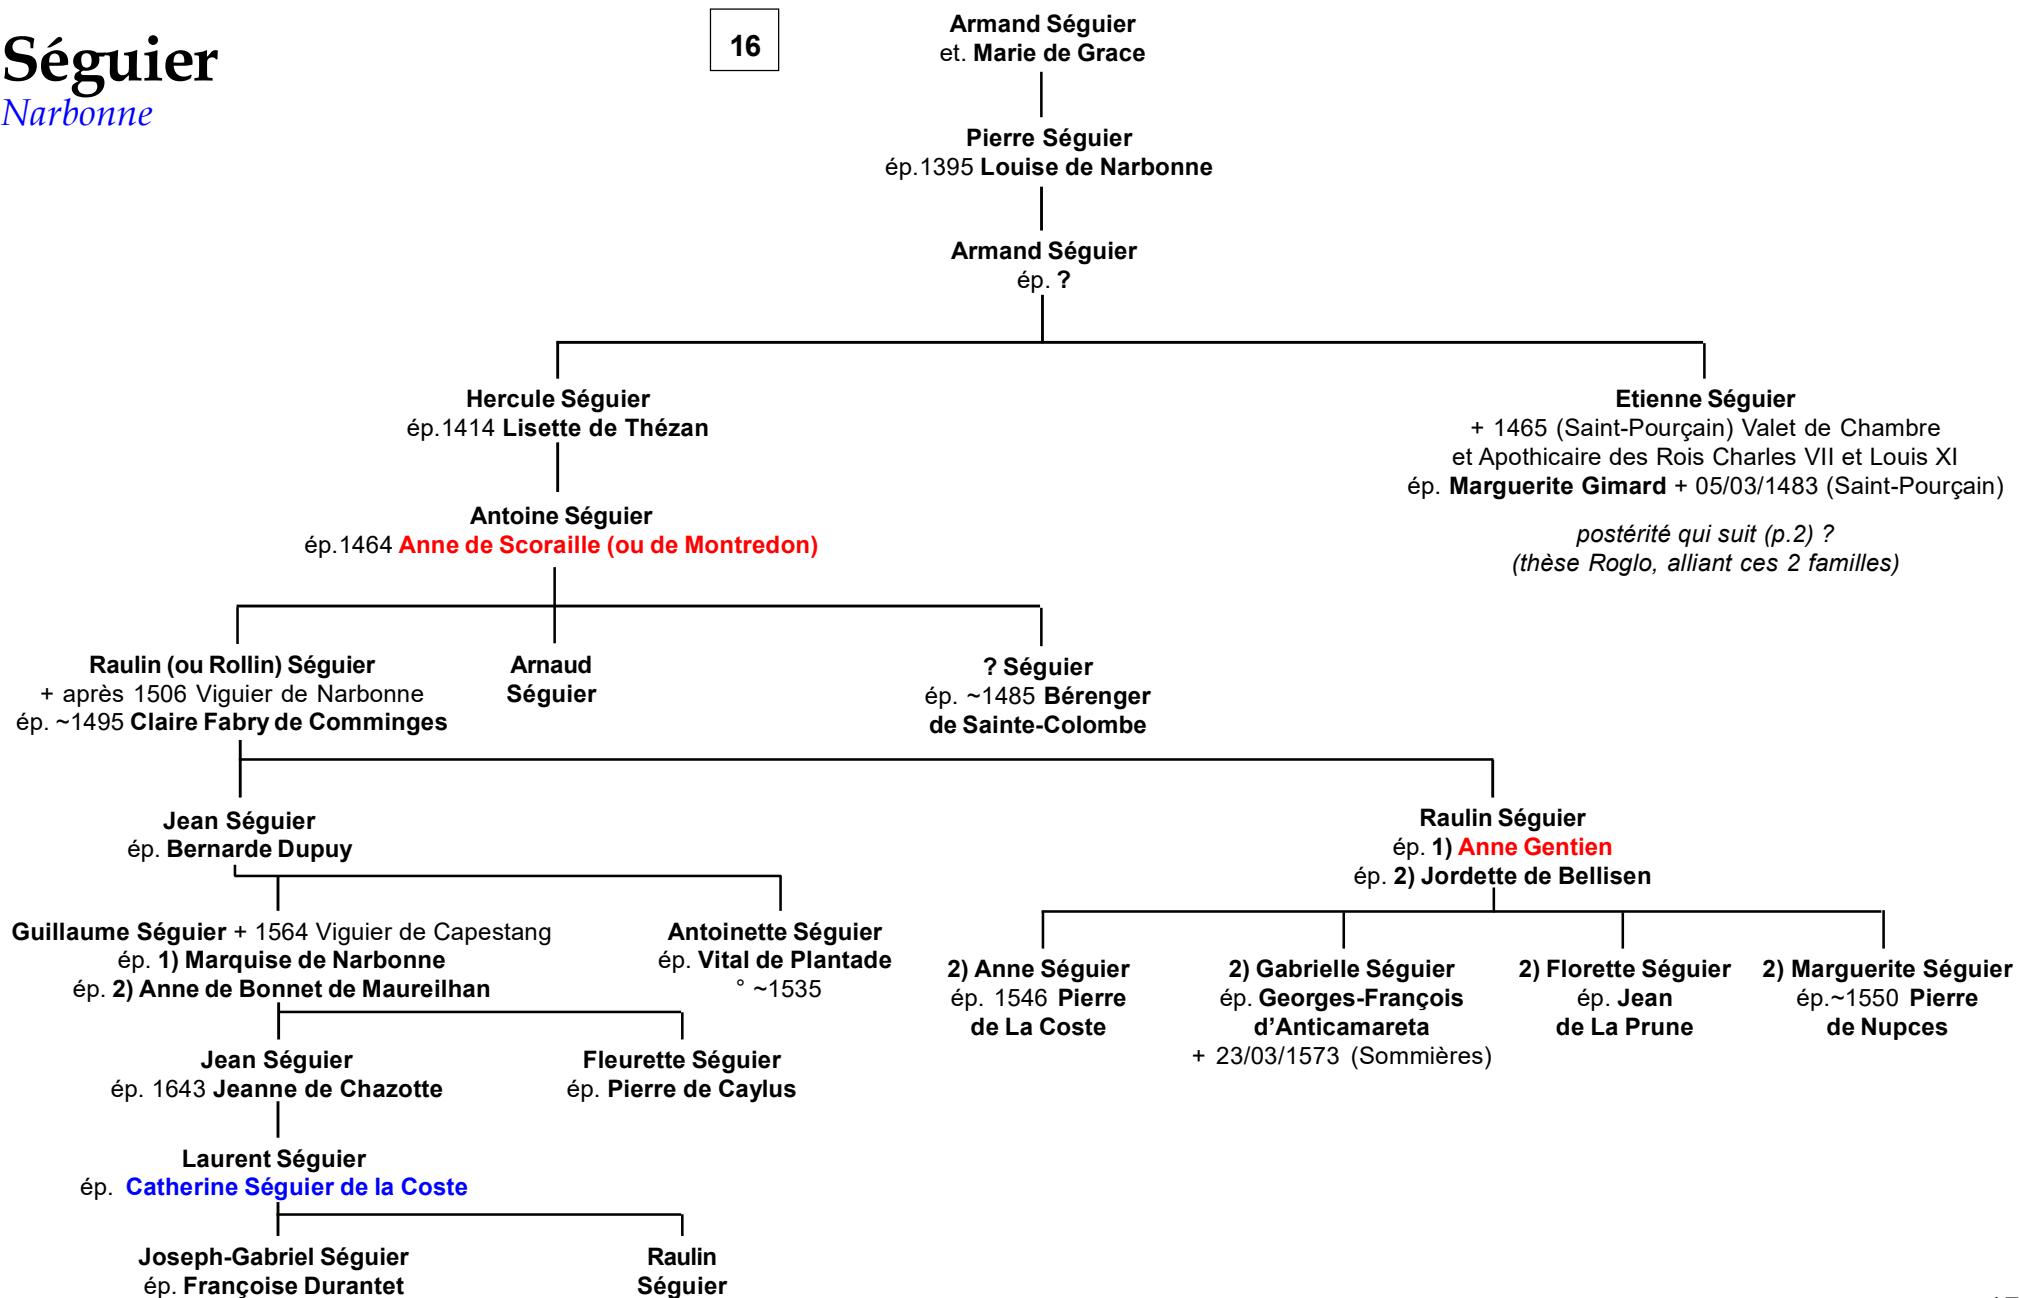 Séguier
Narbonne
16
Armand Séguier
et. Marie de Grace
Pierre Séguier
ép.1395 Louise de Narbonne
Armand Séguier
ép. ?
Hercule Séguier
ép.1414 Lisette de Thézan
Etienne Séguier
+ 1465 (Saint-Pourçain) Valet de Chambre
et Apothicaire des Rois Charles VII et Louis XI
ép. Marguerite Gimard + 05/03/1483 (Saint-Pourçain)
postérité qui suit (p.2) ?
(thèse Roglo, alliant ces 2 familles)
Antoine Séguier
ép.1464 Anne de Scoraille (ou de Montredon)
Raulin (ou Rollin) Séguier
+ après 1506 Viguier de Narbonne
ép. ~1495 Claire Fabry de Comminges
Arnaud
Séguier
? Séguier
ép. ~1485 Bérenger
de Sainte-Colombe
Jean Séguier
ép. Bernarde Dupuy
Raulin Séguier
ép. 1) Anne Gentien
ép. 2) Jordette de Bellisen
Guillaume Séguier + 1564 Viguier de Capestang
ép. 1) Marquise de Narbonne
ép. 2) Anne de Bonnet de Maureilhan
Antoinette Séguier
ép. Vital de Plantade
° ~1535
2) Anne Séguier
ép. 1546 Pierre
de La Coste
2) Gabrielle Séguier
ép. Georges-François
d'Anticamareta
+ 23/03/1573 (Sommières)
2) Florette Séguier
ép. Jean
de La Prune
2) Marguerite Séguier
ép.~1550 Pierre
de Nupces
Jean Séguier
ép. 1643 Jeanne de Chazotte
Fleurette Séguier
ép. Pierre de Caylus
Laurent Séguier
ép. Catherine Séguier de la Coste
Joseph-Gabriel Séguier
ép. Françoise Durantet
Raulin
Séguier